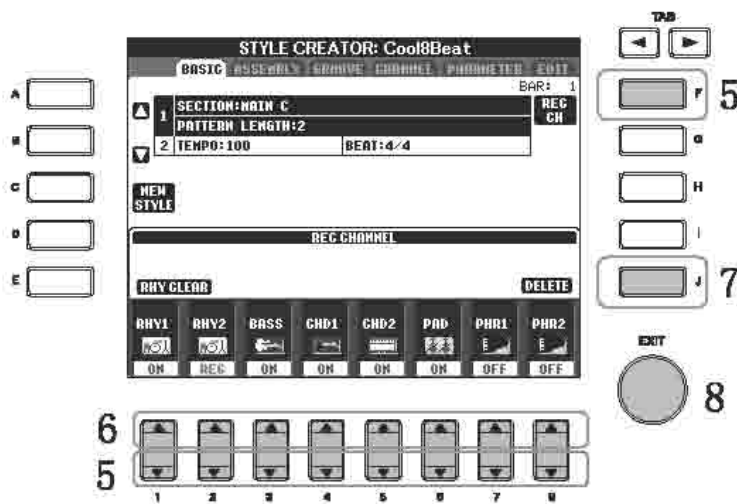 TAB
STYLE CREATOR: Cool8Beat
BASIC ASSEMBLY GROOVE CHANNEL PARAMETER EDIT
BAR: 1
A
F
5
1 SECTION:MAIN C
REC CH
PATTERN LENGTH:2
B
G
2 TEMPO:100 BEAT:4/4
C
NEW STYLE
H
D
REC CHANNEL
I
E
RHY CLEAR
DELETE
J
7
RHY1 RHY2 BASS CHD1 CHD2 PAD PHR1 PHR2
ON REC ON ON ON ON OFF OFF
EXIT
8
6
5
1 2 3 4 5 6 7 8